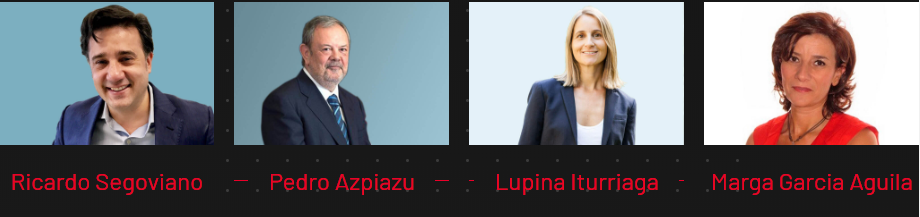 Ricardo Segoviano — Pedro Azpiazu — - Lupina Iturriaga - Marga Garcia Aguila